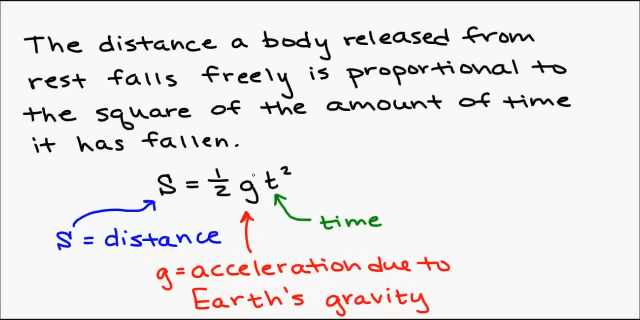 The distance a body released from
rest falls freely is proportional to
the square of the amount of time
it has fallen.
S = 1/2 g t²
time
S = distance
g = acceleration due to
Earth's gravity